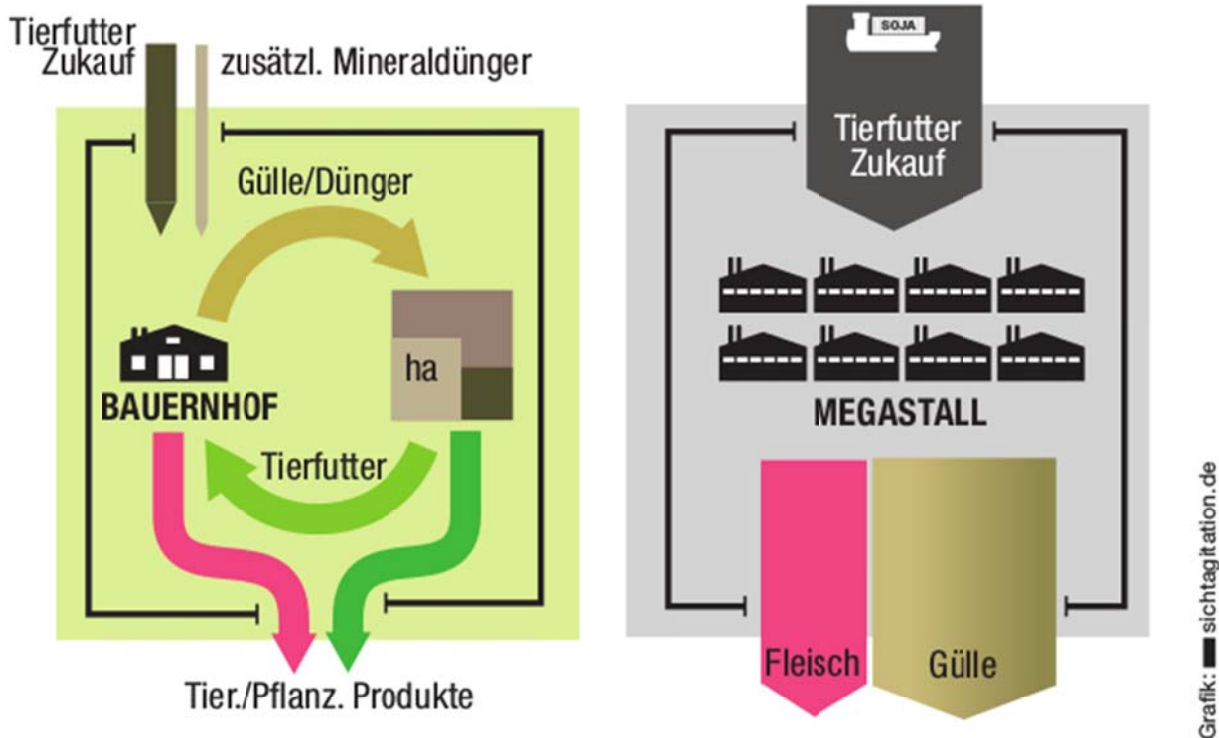 Tierfutter
Zukauf
zusätzl. Mineraldünger
Gülle/Dünger
ha
BAUERNHOF
Tierfutter
Tier./Pflanz. Produkte
SOJA
Tierfutter
Zukauf
MEGASTALL
Fleisch
Gülle
Grafik: sichtagitation.de